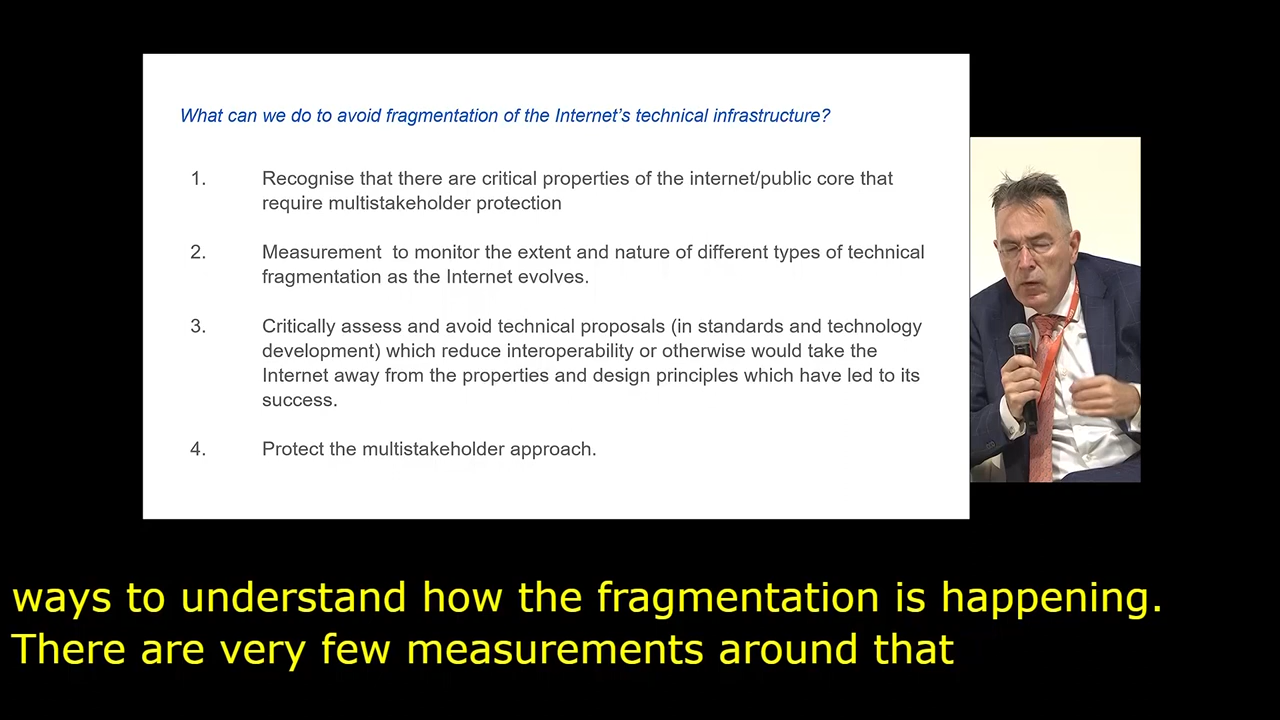 What can we do to avoid fragmentation of the Internet's technical infrastructure?
1. Recognise that there are critical properties of the internet/public core that
require multistakeholder protection
2. Measurement  to monitor the extent and nature of different types of technical
fragmentation as the Internet evolves.
3. Critically assess and avoid technical proposals (in standards and technology
development) which reduce interoperability or otherwise would take the
Internet away from the properties and design principles which have led to its
success.
4. Protect the multistakeholder approach.
ways to understand how the fragmentation is happening.
There are very few measurements around that